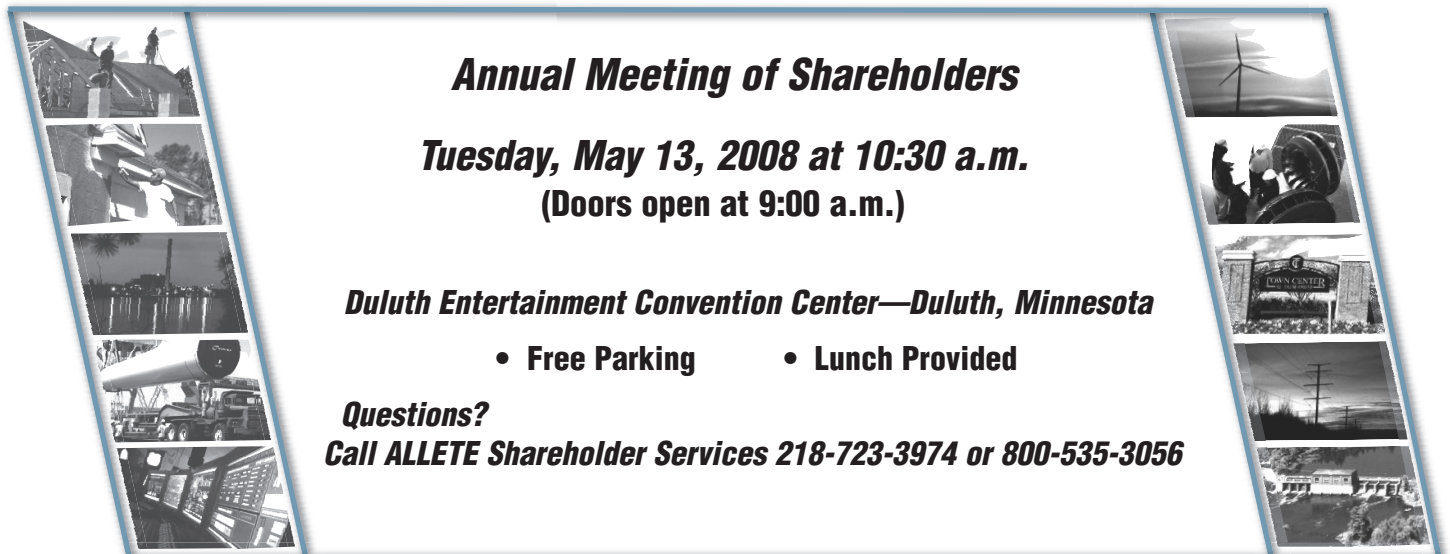 Annual Meeting of Shareholders
Tuesday, May 13, 2008 at 10:30 a.m.
(Doors open at 9:00 a.m.)
Duluth Entertainment Convention Center—Duluth, Minnesota
• Free Parking • Lunch Provided
Questions?
Call ALLETE Shareholder Services 218-723-3974 or 800-535-3056
TOWN CENTER